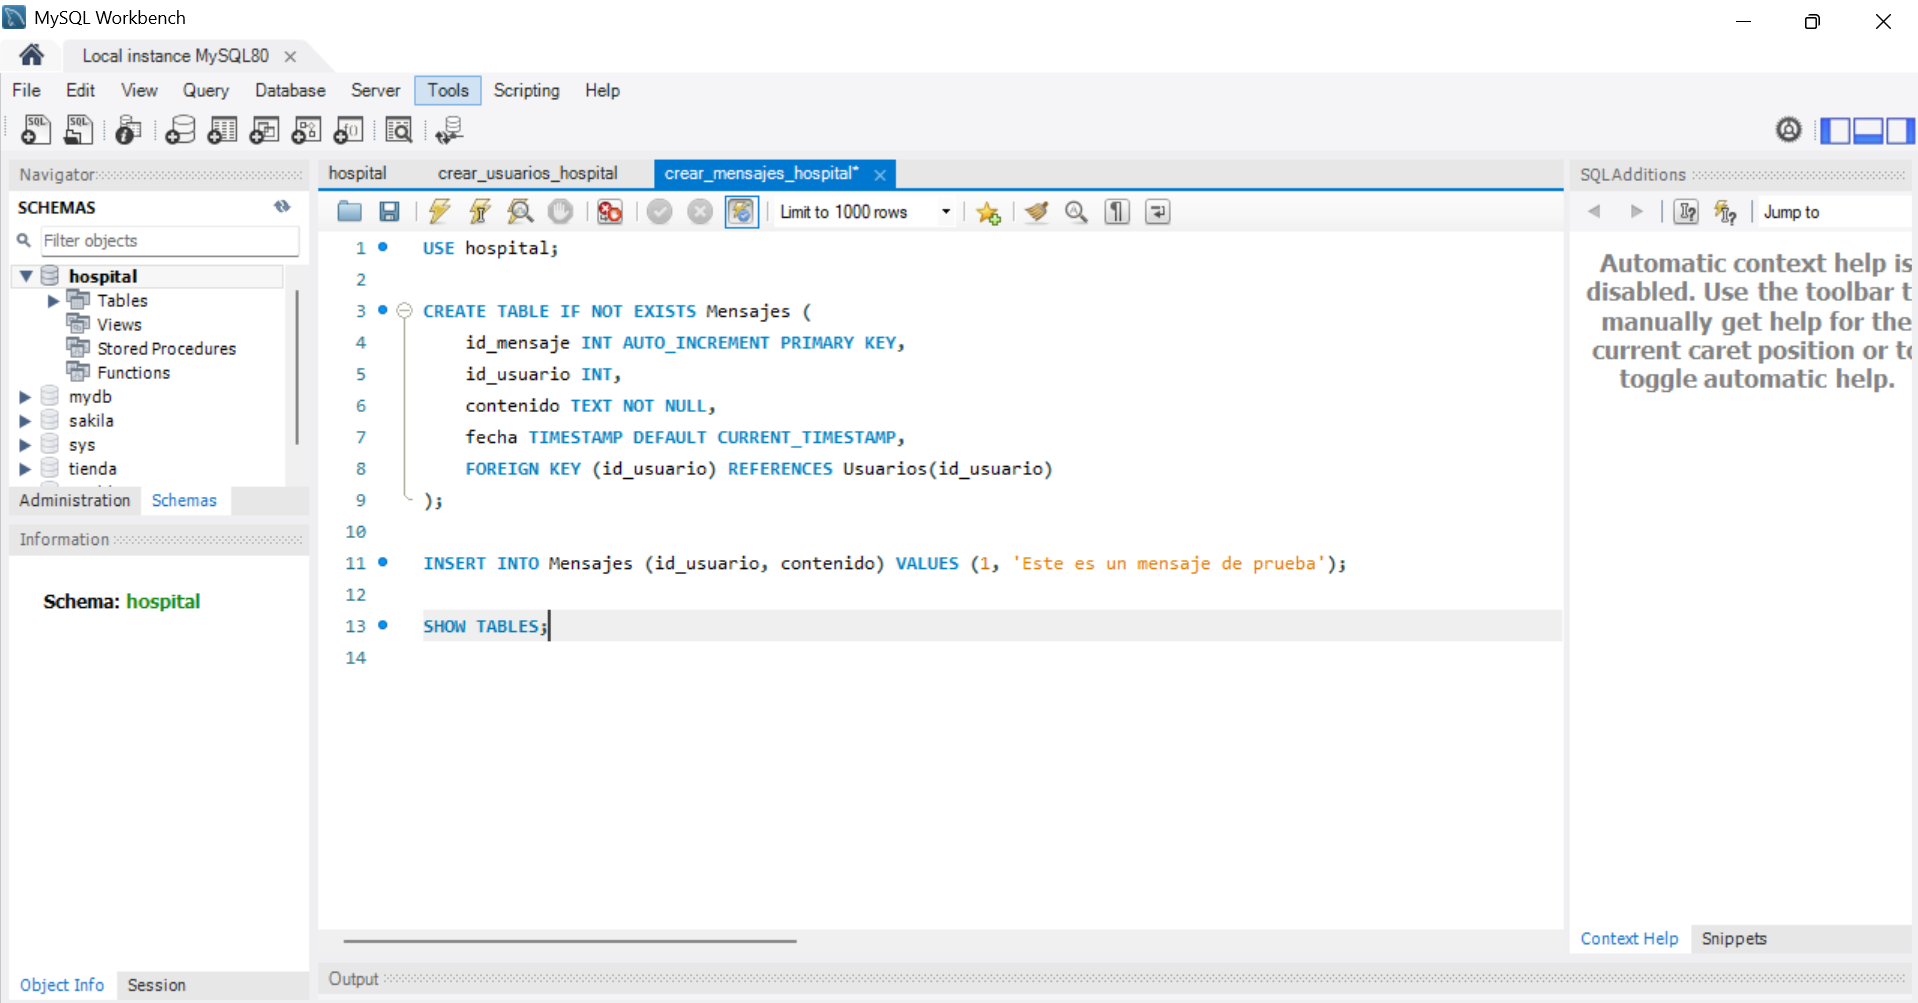 MySQL Workbench
Local instance MySQL80
File Edit View Query Database Server Tools Scripting Help
SQL SQL
Navigator
SCHEMAS
Filter objects
hospital
Tables
Views
Stored Procedures
Functions
mydb
sakila
sys
tienda
Administration Schemas
Information
Schema: hospital
Object Info Session
hospital crear_usuarios_hospital crear_mensajes_hospital*
Limit to 1000 rows
1 USE hospital;
2
3 CREATE TABLE IF NOT EXISTS Mensajes (
4 id_mensaje INT AUTO_INCREMENT PRIMARY KEY,
5 id_usuario INT,
6 contenido TEXT NOT NULL,
7 fecha TIMESTAMP DEFAULT CURRENT_TIMESTAMP,
8 FOREIGN KEY (id_usuario) REFERENCES Usuarios(id_usuario)
9 );
10
11 INSERT INTO Mensajes (id_usuario, contenido) VALUES (1, 'Este es un mensaje de prueba');
12
13 SHOW TABLES;
14
Output
SQLAdditions
Jump to
Automatic context help is
disabled. Use the toolbar t
manually get help for the
current caret position or to
toggle automatic help.
Context Help Snippets